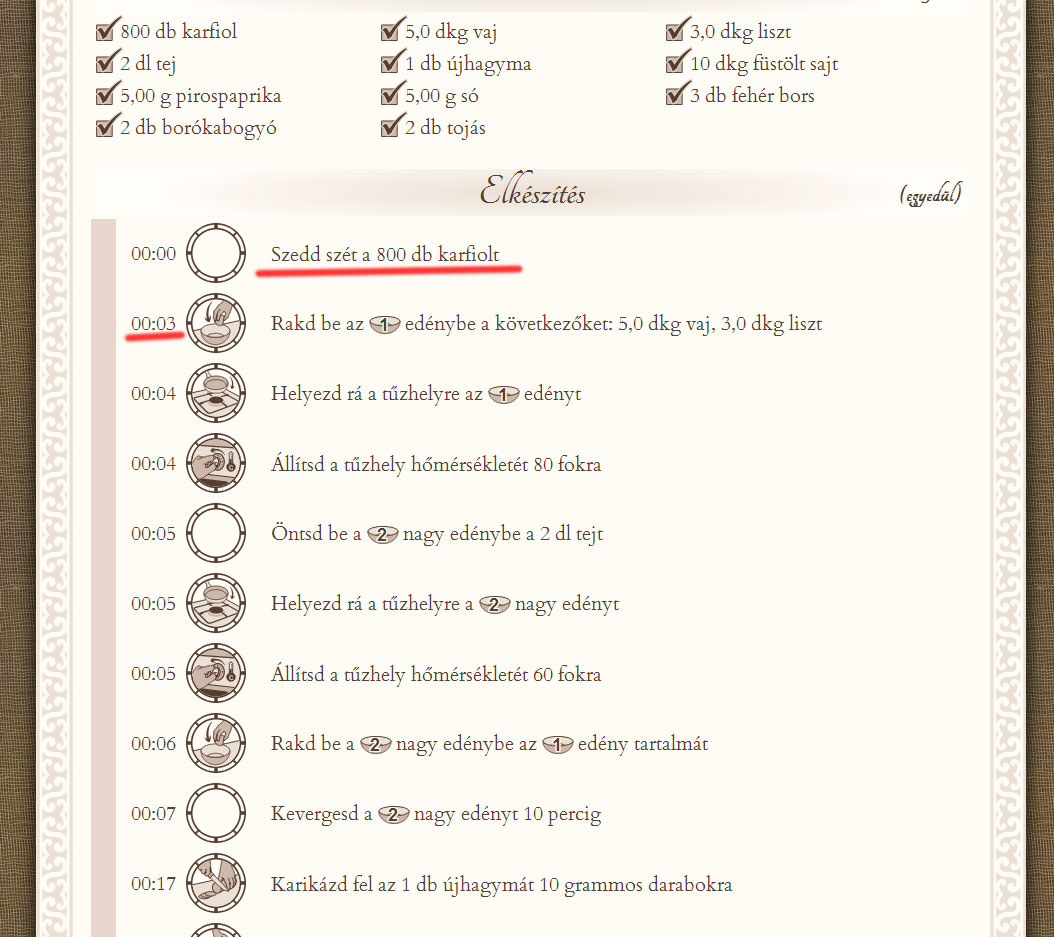 800 db karfiol 5,0 dkg vaj 3,0 dkg liszt
2 dl tej 1 db újhagyma 10 dkg füstölt sajt
5,00 g pirospaprika 5,00 g só 3 db fehér bors
2 db borókabogyó 2 db tojás
Elkészítés (egyedül)
00:00 Szedd szét a 800 db karfiolt
00:03 Rakd be az 1 edénybe a következőket: 5,0 dkg vaj, 3,0 dkg liszt
00:04 Helyezd rá a tűzhelyre az 1 edényt
00:04 Állítsd a tűzhely hőmérsékletét 80 fokra
00:05 Öntsd be a 2 nagy edénybe a 2 dl tejt
00:05 Helyezd rá a tűzhelyre a 2 nagy edényt
00:05 Állítsd a tűzhely hőmérsékletét 60 fokra
00:06 Rakd be a 2 nagy edénybe az 1 edény tartalmát
00:07 Kevergesd a 2 nagy edényt 10 percig
00:17 Karikázd fel az 1 db újhagymát 10 grammos darabokra